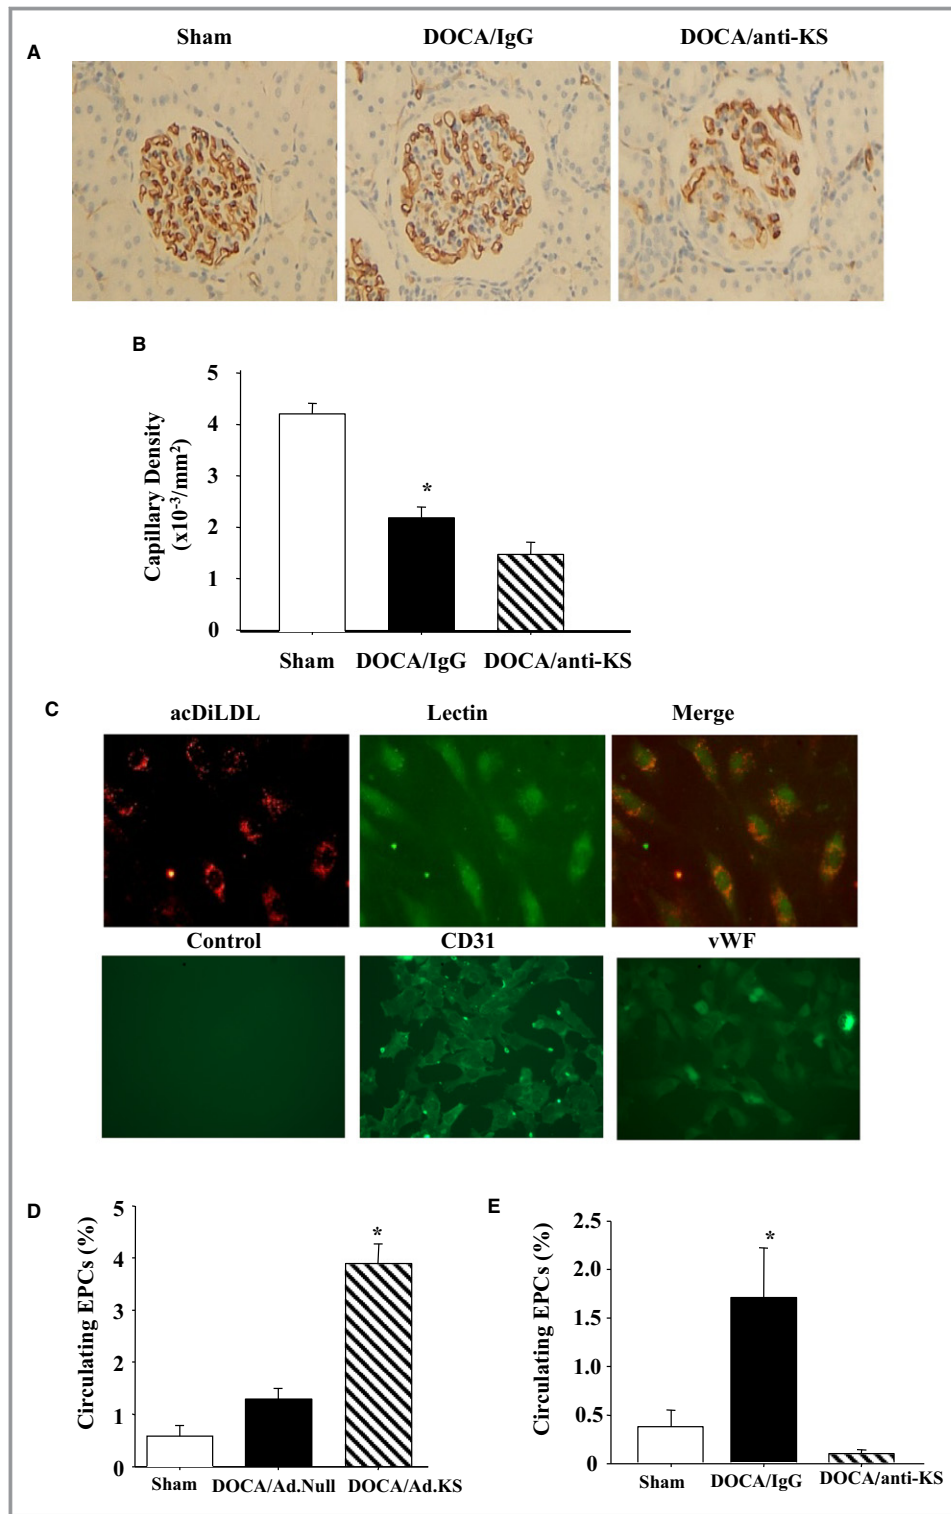 A
Sham DOCA/IgG DOCA/anti-KS
B
Capillary Density
(x10-3/mm2)
5
4
3
2
1
0
*
Sham DOCA/IgG DOCA/anti-KS
C
acDiLDL Lectin Merge
Control CD31 vWF
D
Circulating EPCs (%)
5
4
3
2
1
0
*
Sham DOCA/Ad.Null DOCA/Ad.KS
E
Circulating EPCs (%)
2.5
2.0
1.5
1.0
0.5
0
*
Sham DOCA/IgG DOCA/anti-KS